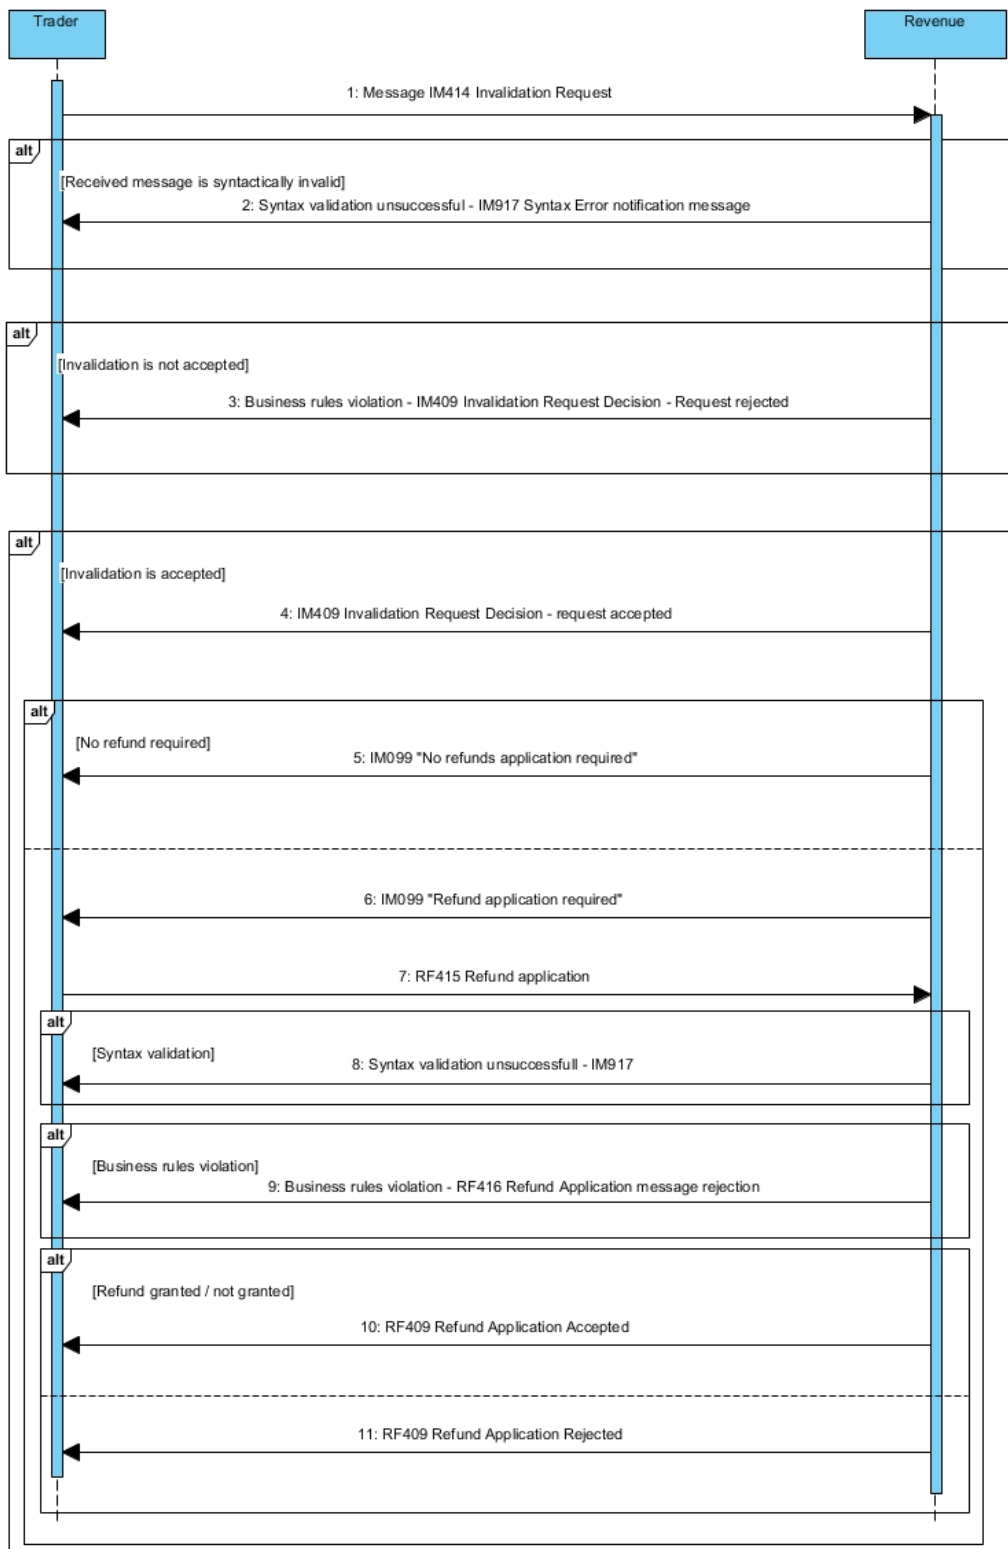 Trader
Revenue
1: Message IM414 Invalidation Request
alt
[Received message is syntactically invalid]
2: Syntax validation unsuccessful - IM917 Syntax Error notification message
alt
[Invalidation is not accepted]
3: Business rules violation - IM409 Invalidation Request Decision - Request rejected
alt
[Invalidation is accepted]
4: IM409 Invalidation Request Decision - request accepted
alt
[No refund required]
5: IM099 "No refunds application required"
6: IM099 "Refund application required"
7: RF415 Refund application
alt
[Syntax validation]
8: Syntax validation unsuccessfull - IM917
alt
[Business rules violation]
9: Business rules violation - RF416 Refund Application message rejection
alt
[Refund granted / not granted]
10: RF409 Refund Application Accepted
11: RF409 Refund Application Rejected